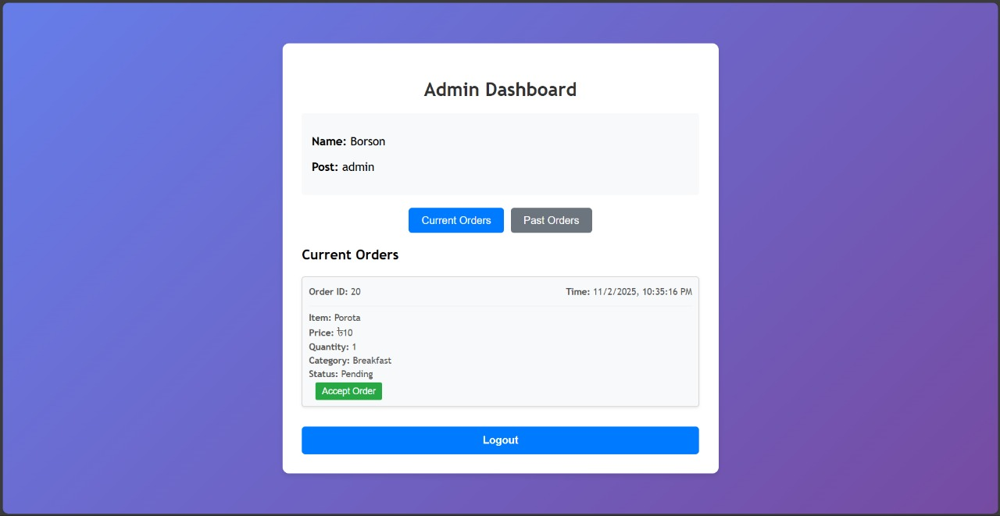 Admin Dashboard
Name: Borson
Post: admin
Current Orders
Past Orders
Current Orders
Order ID: 20
Time: 11/2/2025, 10:35:16 PM
Item: Porota
Price: ৳10
Quantity: 1
Category: Breakfast
Status: Pending
Accept Order
Logout